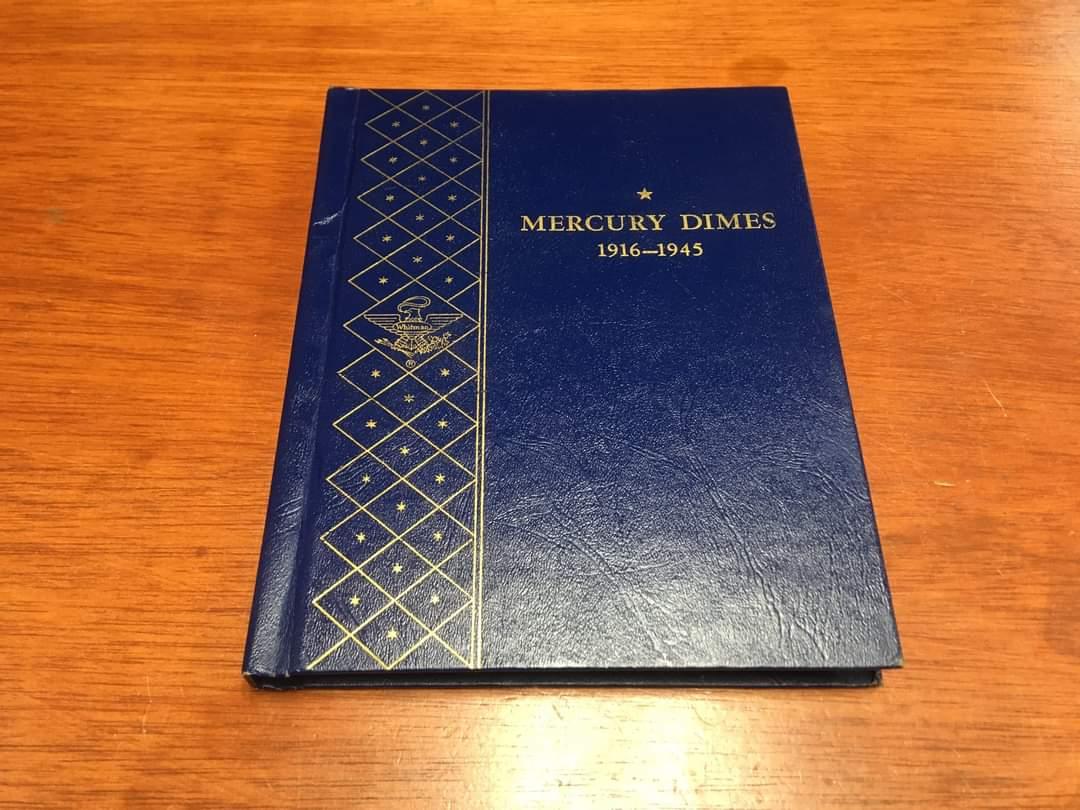 MERCURY DIMES
1916—1945
Whitman
®